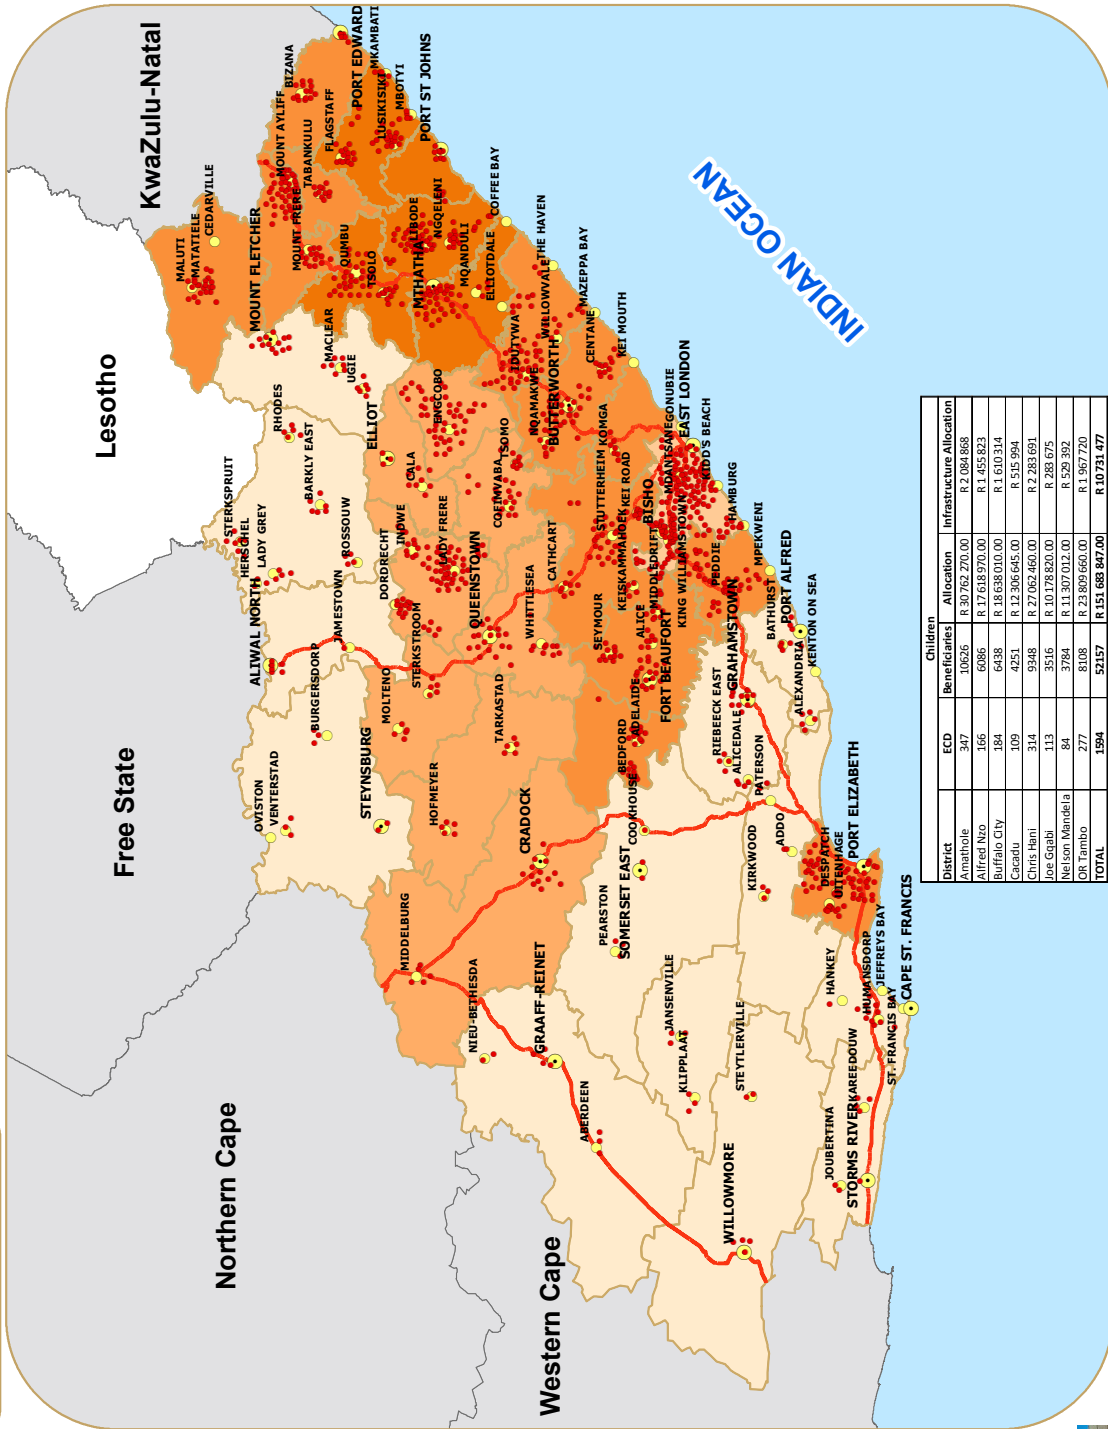 KwaZulu-Natal
Lesotho
Free State
Northern Cape
Western Cape
INDIAN OCEAN
MALUTI
MATATIELE
CEDARVILLE
MOUNT FLETCHER
MOUNT AYLIFF
BIZANA
TABANKULU
FLAGSTAFF
PORT EDWARD
MKAMBATI
LUSIKISIKI
MBOTYI
PORT ST JOHNS
MOUNT FRERE
QUMBU
TSOLO
MTHATHA
LIBODE
NGQELENI
MQANDULI
ELLIOTDALE
COFFEE BAY
MACLEAR
UGIE
ELLIOT
ENGCOBO
IDUTYWA
WILLOWVALE
THE HAVEN
MAZEPPA BAY
NQAMAKWE
BUTTERWORTH
CENTANE
KEI MOUTH
RHODES
BARKLY EAST
STERKSPRUIT
HERSCHEL
LADY GREY
ROSSOUW
ALIWAL NORTH
JAMESTOWN
DORDRECHT
INDWE
CALA
LADY FRERE
COFIMVABA
TSOMO
QUEENSTOWN
STERKSTROOM
MOLTENO
BURGERSDORP
OVISTON
VENTERSTAD
STEYNSBURG
HOFMEYER
TARKASTAD
WHITTLESEA
CATHCART
STUTTERHEIM
KOMGA
KEI ROAD
KEISKAMMAHOEK
BISHO
MDANTSANE
GONUBIE
EAST LONDON
KIDD'S BEACH
HAMBURG
MIDDLEDRIFT
KING WILLIAMSTOWN
PEDDIE
MPEKWENI
SEYMOUR
ALICE
FORT BEAUFORT
ADELAIDE
BEDFORD
GRAHAMSTOWN
BATHURST
PORT ALFRED
KENTON ON SEA
ALEXANDRIA
RIEBEECK EAST
ALICEDALE
PATERSON
COOKHOUSE
SOMERSET EAST
PEARSTON
CRADOCK
MIDDELBURG
NIEU-BETHESDA
GRAAFF-REINET
ABERDEEN
JANSENVILLE
KLIPPLAAT
STEYTLERVILLE
WILLOWMORE
KIRKWOOD
ADDO
DESPATCH
UITENHAGE
PORT ELIZABETH
HANKEY
HUMANSDORP
JEFFREYS BAY
CAPE ST. FRANCIS
ST. FRANCIS BAY
KAREEDOUW
STORMS RIVER
JOUBERTINA
Children
District ECD Beneficiaries Allocation Infrastructure Allocation
Amathole 347 10626 R 30762 270.00 R 2 084 868
Alfred Nzo 166 6086 R 17 618 970.00 R 1 455 823
Buffalo City 184 6438 R 18 638 010.00 R 1 610 314
Cacadu 109 4251 R 12 306 645.00 R 515 994
Chris Hani 314 9348 R 27 062 460.00 R 2 283 691
Joe Gqabi 113 3516 R 10 178 820.00 R 283 675
Nelson Mandela 84 3784 R 11 307 012.00 R 529 392
OR Tambo 277 8108 R 23 809 660.00 R 1 967 720
TOTAL 1594 52157 R 151 683 847.00 R 10 731 477